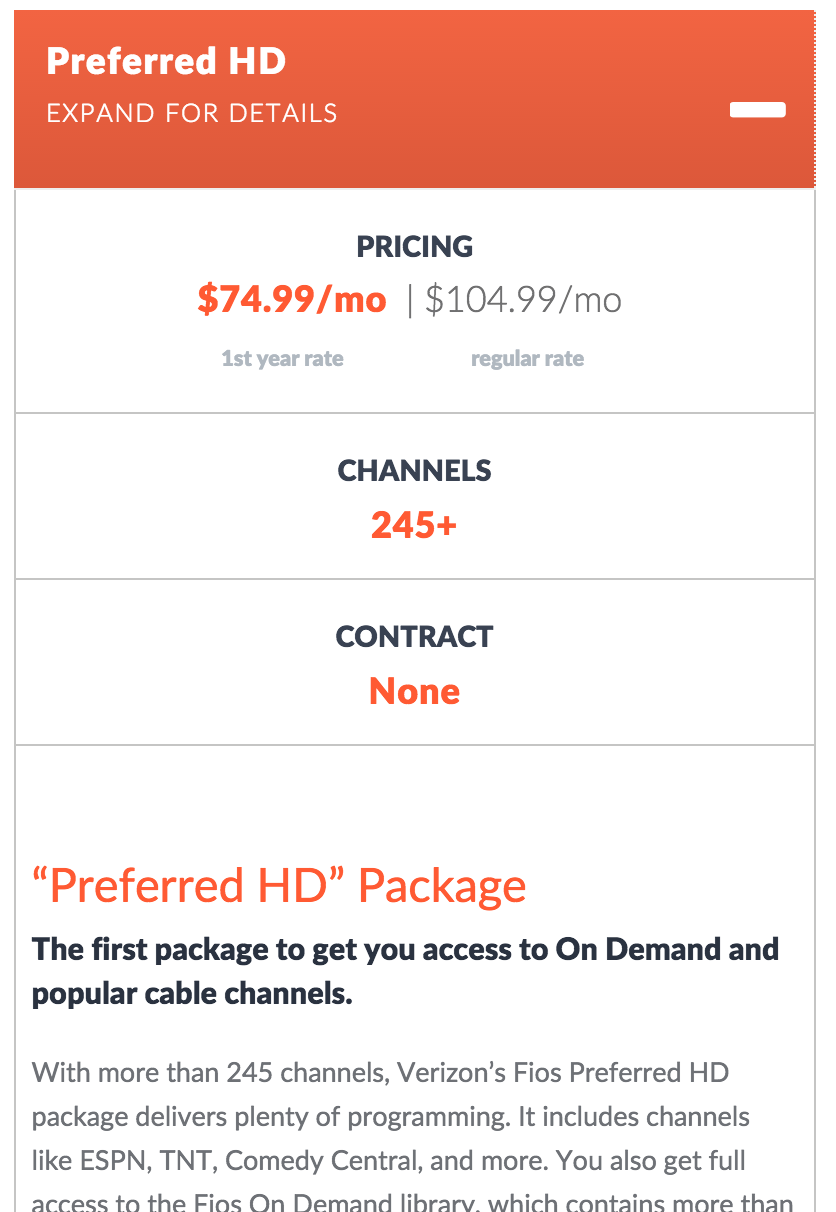 Preferred HD
EXPAND FOR DETAILS
PRICING
$74.99/mo | $104.99/mo
1st year rate regular rate
CHANNELS
245+
CONTRACT
None
“Preferred HD” Package
The first package to get you access to On Demand and
popular cable channels.
With more than 245 channels, Verizon’s Fios Preferred HD
package delivers plenty of programming. It includes channels
like ESPN, TNT, Comedy Central, and more. You also get full
access to the Fios On Demand library, which contains more than